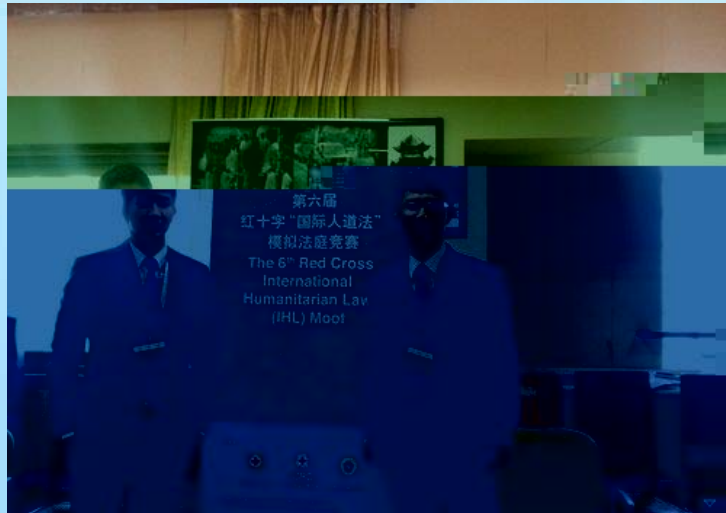 第六届
红十字“国际人道法”
模拟法庭竞赛
The 6th Red Cross
International
Humanitarian Law
(IHL) Moot